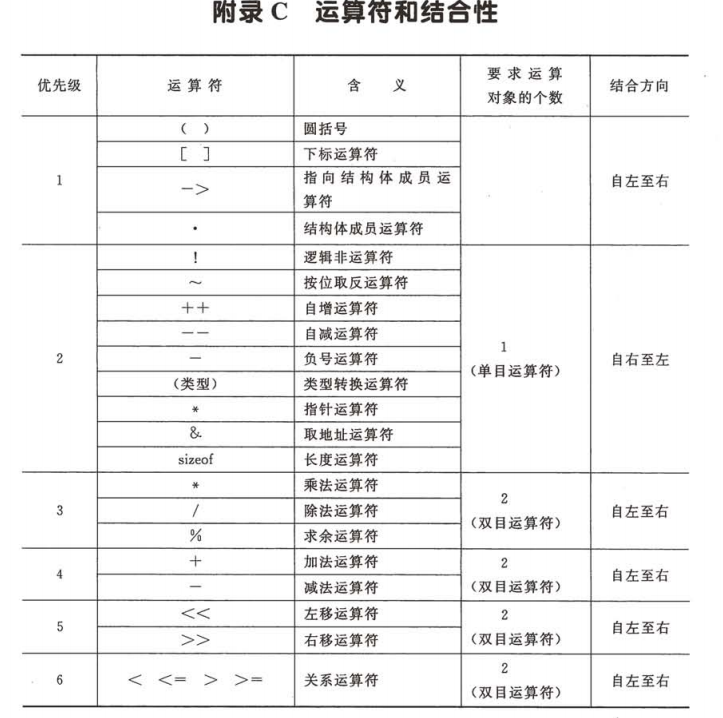 附录 C 运算符和结合性
优先级 运算符 含 义 要求运算对象的个数 结合方向
1 ( ) 圆括号 自左至右
[ ] 下标运算符
—> 指向结构体成员运算符
· 结构体成员运算符
2 ! 逻辑非运算符 1（单目运算符） 自右至左
~ 按位取反运算符
++ 自增运算符
—— 自减运算符
— 负号运算符
(类型) 类型转换运算符
* 指针运算符
& 取地址运算符
sizeof 长度运算符
3 * 乘法运算符 2（双目运算符） 自左至右
/ 除法运算符
% 求余运算符
4 + 加法运算符 2（双目运算符） 自左至右
— 减法运算符
5 << 左移运算符 2（双目运算符） 自左至右
>> 右移运算符
6 < <= > >= 关系运算符 2（双目运算符） 自左至右